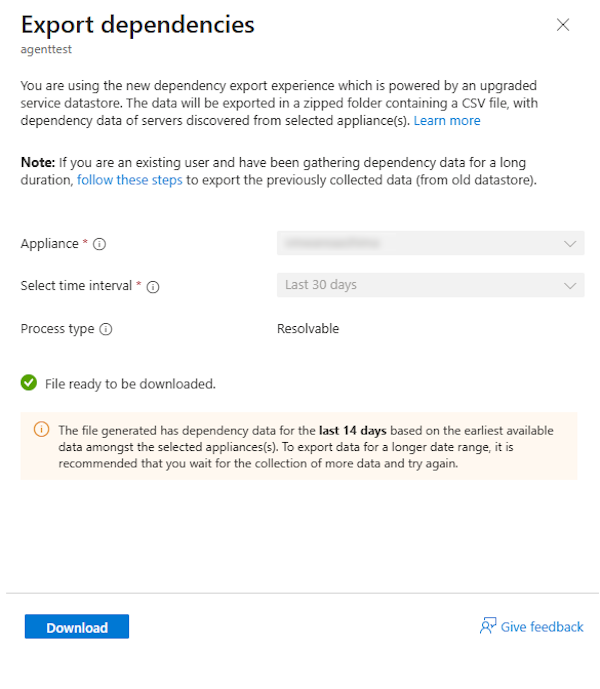 Export dependencies
agenttest
You are using the new dependency export experience which is powered by an upgraded
service datastore. The data will be exported in a zipped folder containing a CSV file, with
dependency data of servers discovered from selected appliance(s). Learn more
Note: If you are an existing user and have been gathering dependency data for a long
duration, follow these steps to export the previously collected data (from old datastore).
Appliance *
Select time interval * Last 30 days
Process type Resolvable
File ready to be downloaded.
The file generated has dependency data for the last 14 days based on the earliest available
data amongst the selected appliances(s). To export data for a longer date range, it is
recommended that you wait for the collection of more data and try again.
Download Give feedback